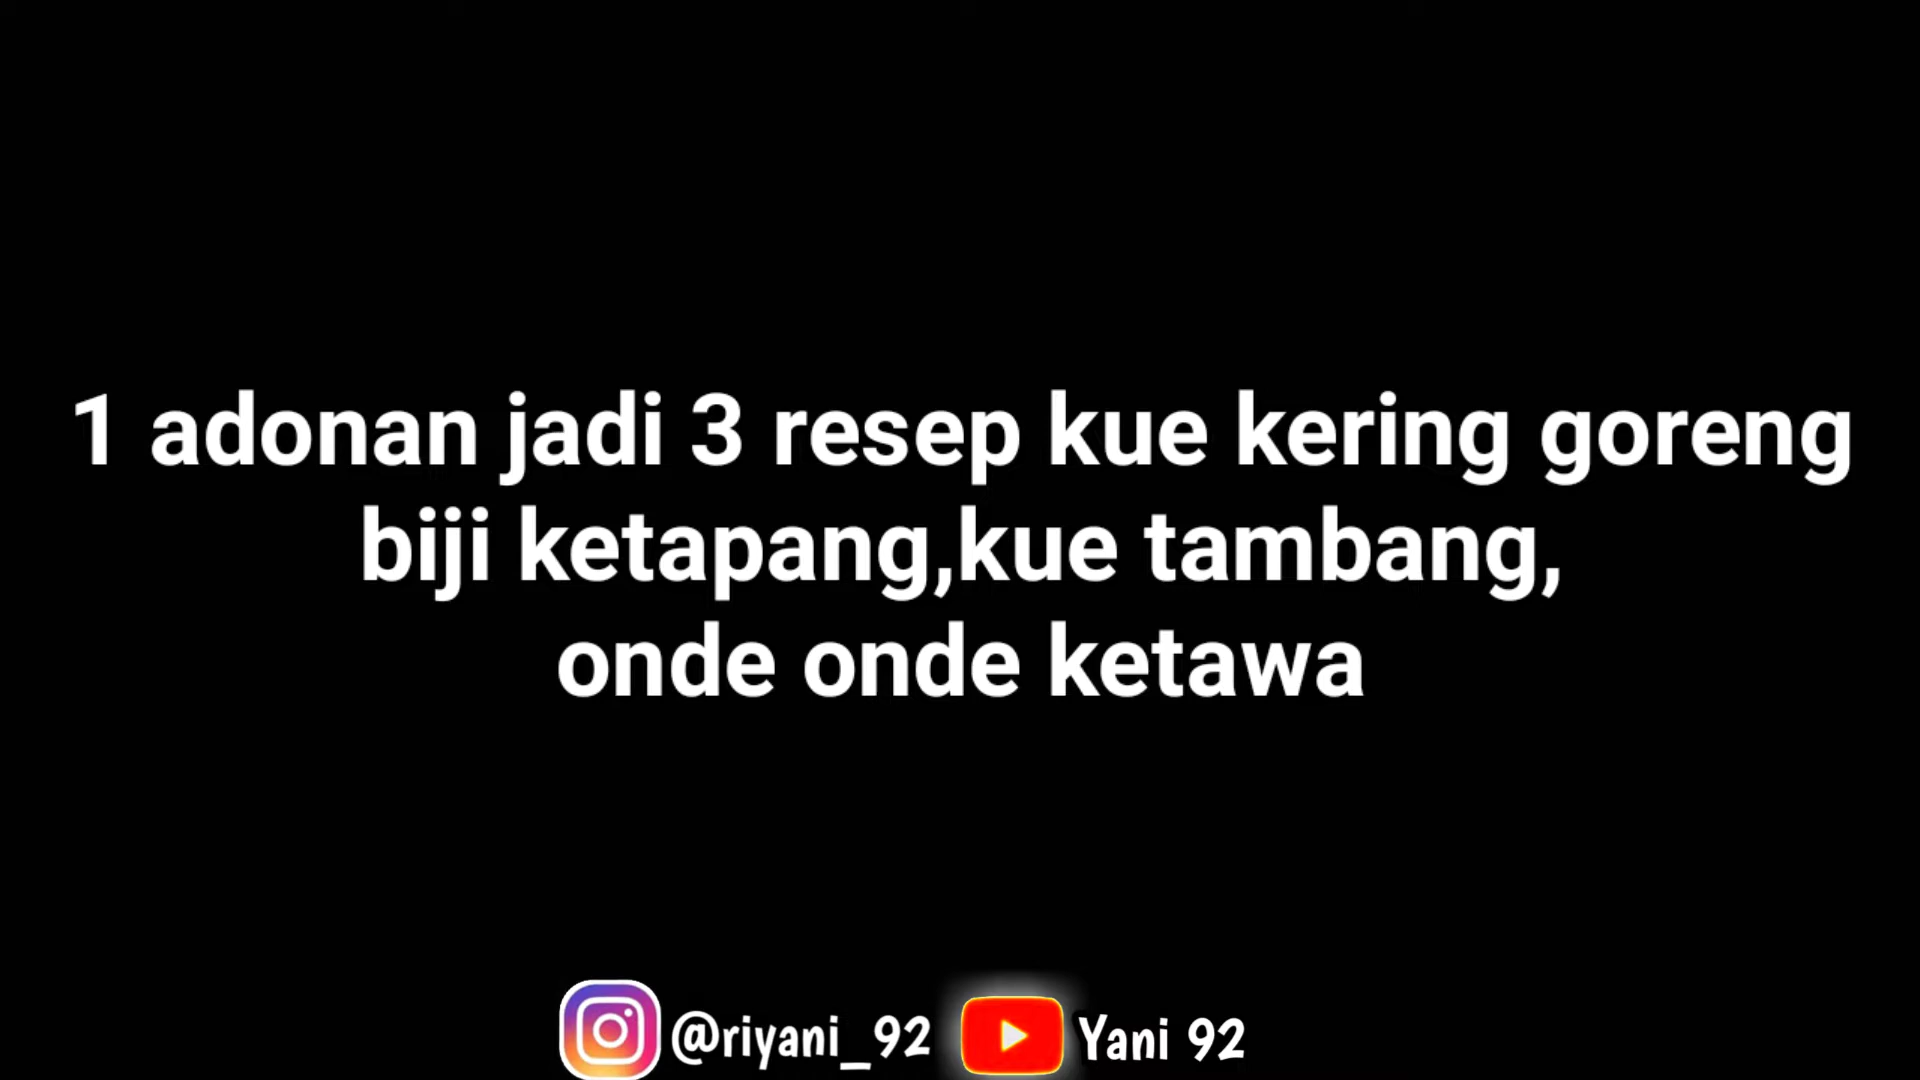 1 adonan jadi 3 resep kue kering goreng
biji ketapang,kue tambang,
onde onde ketawa
@riyani_92 Yani 92